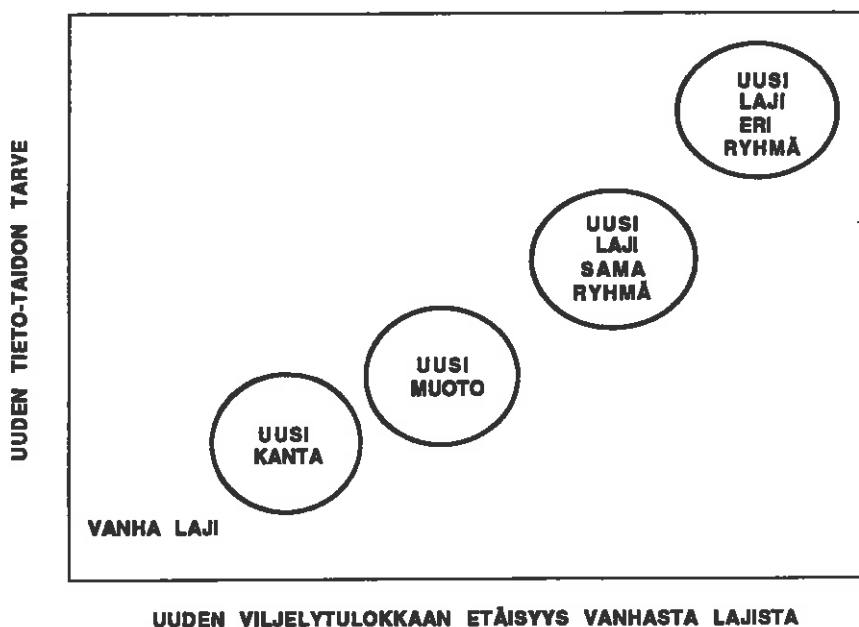 UUDEN TIETO-TAIDON TARVE
UUSI
LAJI
ERI
RYHMÄ
UUSI
LAJI
SAMA
RYHMÄ
UUSI
MUOTO
UUSI
KANTA
VANHA LAJI
UUDEN VILJELYTULOKKAAN ETÄISYYS VANHASTA LAJISTA